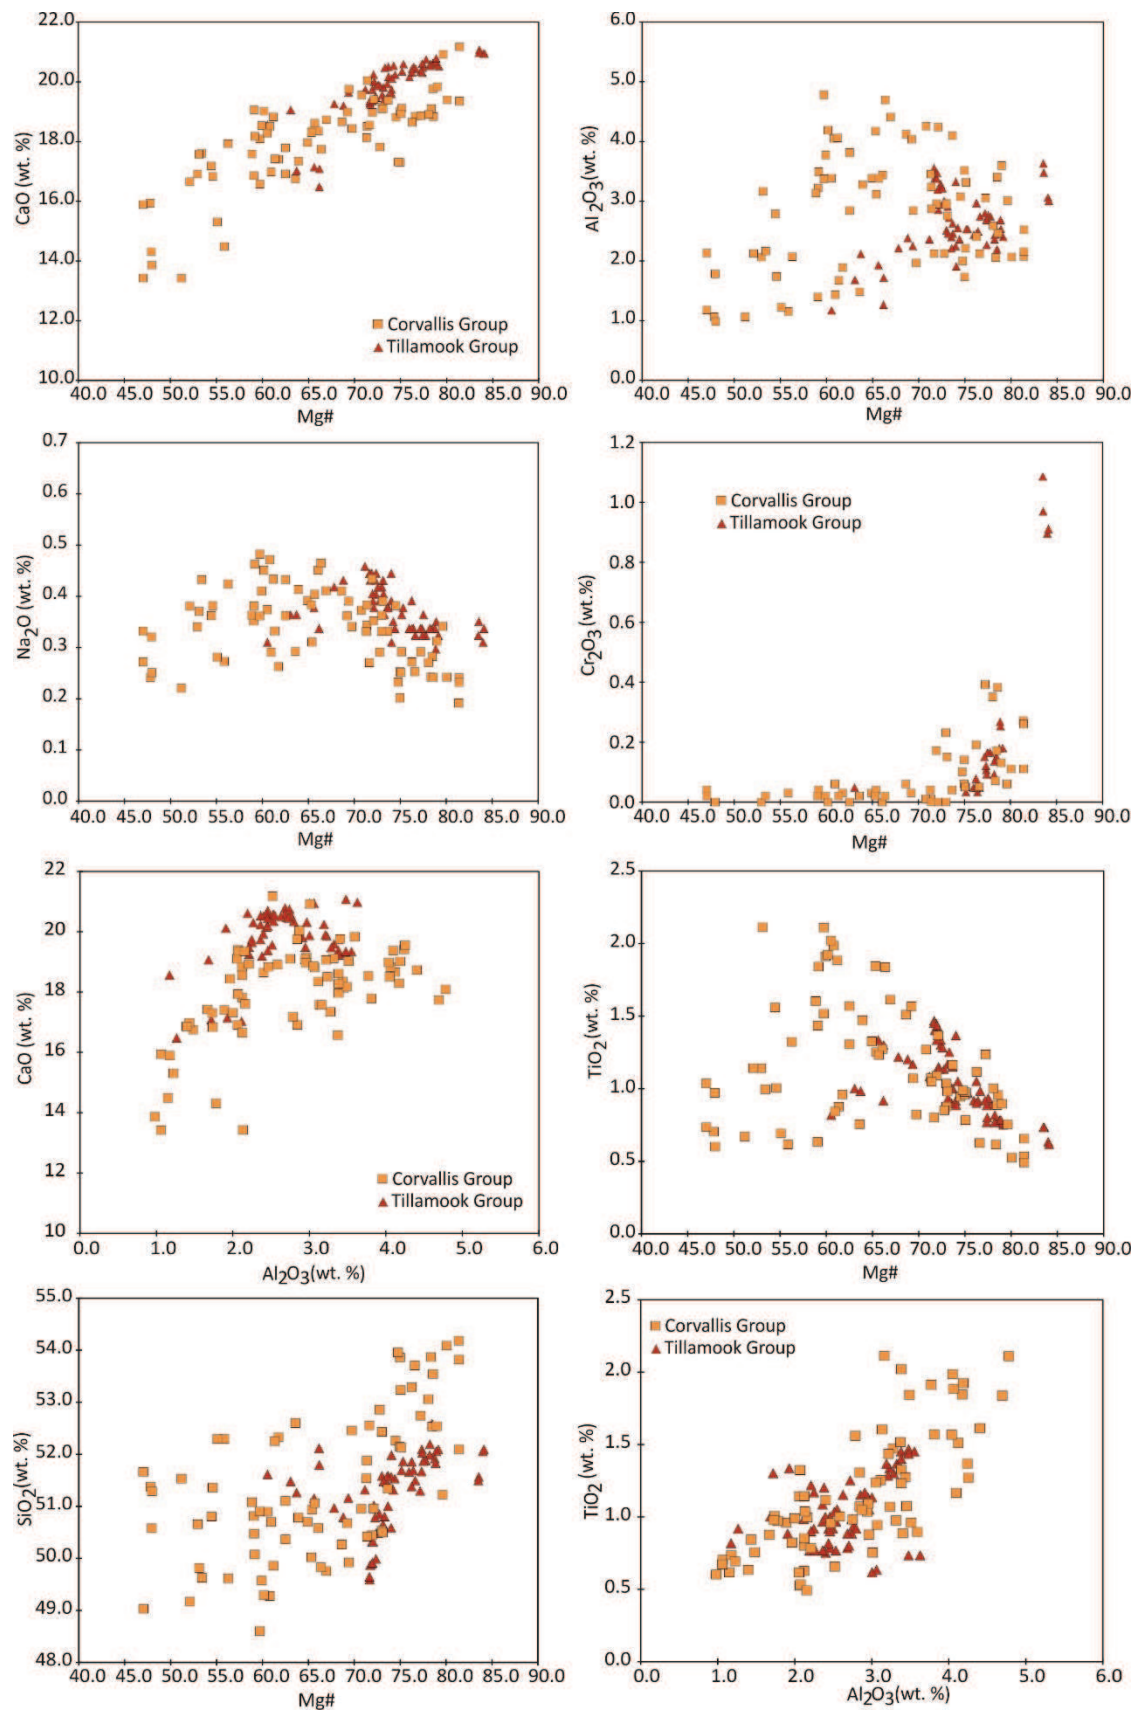 22.0
20.0
18.0
16.0
14.0
12.0
10.0
CaO (wt. %)
Corvallis Group
Tillamook Group
40.0 45.0 50.0 55.0 60.0 65.0 70.0 75.0 80.0 85.0 90.0
Mg#
6.0
5.0
4.0
3.0
2.0
1.0
0.0
Al2O3 (wt. %)
40.0 45.0 50.0 55.0 60.0 65.0 70.0 75.0 80.0 85.0 90.0
Mg#
0.7
0.6
0.5
0.4
0.3
0.2
0.1
0.0
Na2O (wt. %)
40.0 45.0 50.0 55.0 60.0 65.0 70.0 75.0 80.0 85.0 90.0
Mg#
1.2
1.0
0.8
0.6
0.4
0.2
0.0
Cr2O3 (wt.%)
Corvallis Group
Tillamook Group
40.0 45.0 50.0 55.0 60.0 65.0 70.0 75.0 80.0 85.0 90.0
Mg#
22
20
18
16
14
12
10
CaO (wt. %)
Corvallis Group
Tillamook Group
0.0 1.0 2.0 3.0 4.0 5.0 6.0
Al2O3(wt. %)
2.5
2.0
1.5
1.0
0.5
0.0
TiO2 (wt. %)
40.0 45.0 50.0 55.0 60.0 65.0 70.0 75.0 80.0 85.0 90.0
Mg#
55.0
54.0
53.0
52.0
51.0
50.0
49.0
48.0
SiO2(wt. %)
40.0 45.0 50.0 55.0 60.0 65.0 70.0 75.0 80.0 85.0 90.0
Mg#
2.5
2.0
1.5
1.0
0.5
0.0
TiO2 (wt. %)
Corvallis Group
Tillamook Group
0.0 1.0 2.0 3.0 4.0 5.0 6.0
Al2O3(wt. %)